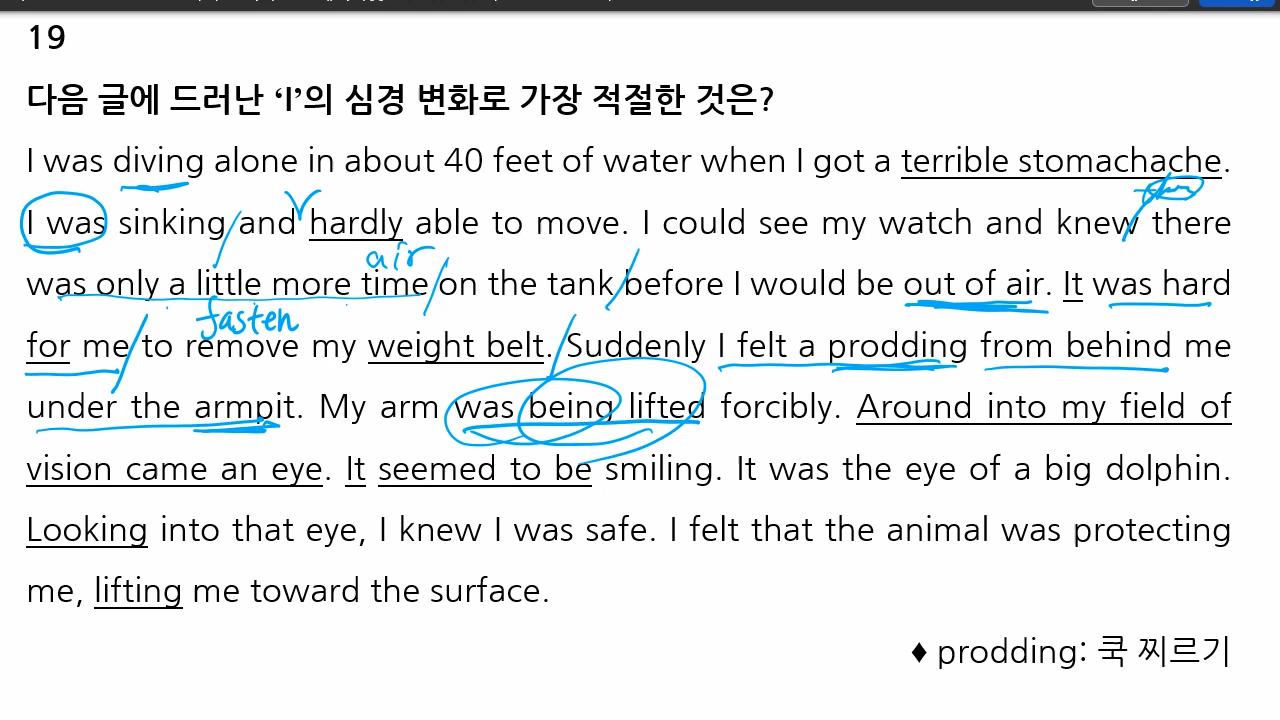 19
다음 글에 드러난 ‘I’의 심경 변화로 가장 적절한 것은?
I was diving alone in about 40 feet of water when I got a terrible stomachache.
I was sinking and hardly able to move. I could see my watch and knew there
air
was only a little more time on the tank before I would be out of air. It was hard
fasten
for me to remove my weight belt. Suddenly I felt a prodding from behind me
under the armpit. My arm was being lifted forcibly. Around into my field of
vision came an eye. It seemed to be smiling. It was the eye of a big dolphin.
Looking into that eye, I knew I was safe. I felt that the animal was protecting
me, lifting me toward the surface.
♦ prodding: 쿡 찌르기